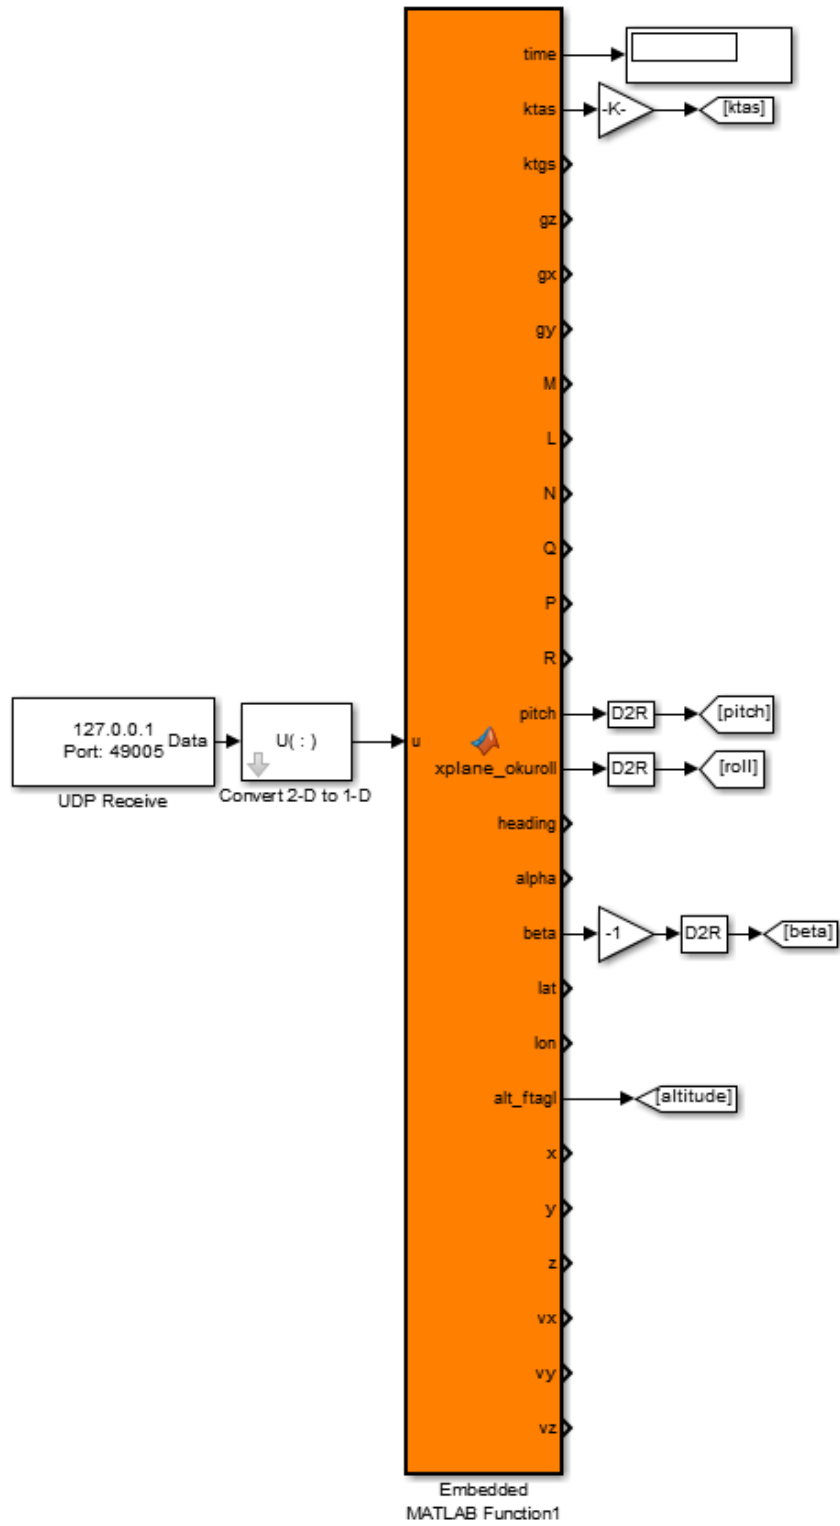 time
ktas
-K-
[ktas]
ktgs
gz
gx
gy
M
L
N
Q
P
R
127.0.0.1
Port: 49005
Data
UDP Receive
U( : )
Convert 2-D to 1-D
u
pitch
D2R
[pitch]
xplane_okuroll
D2R
[roll]
heading
alpha
beta
-1
D2R
[beta]
lat
lon
alt_ftagl
[altitude]
x
y
z
vx
vy
vz
Embedded
MATLAB Function1